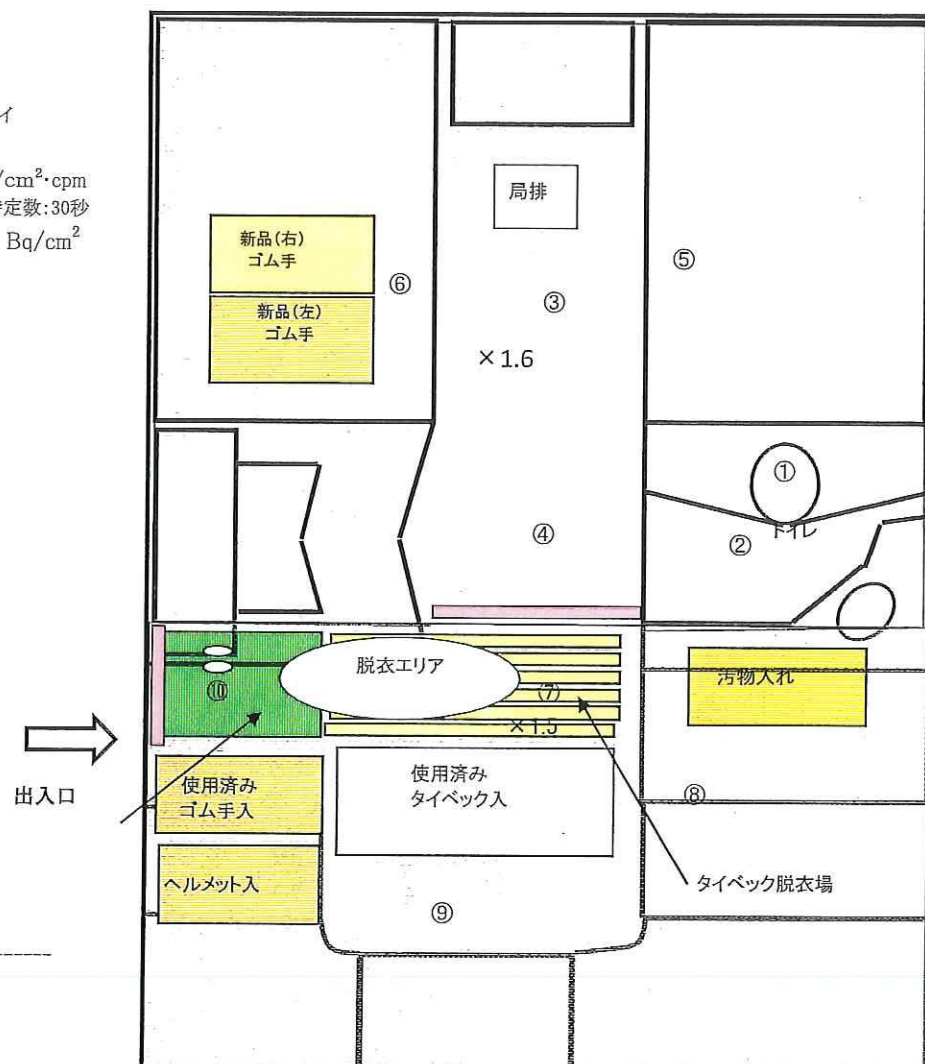 イ
/cm²・cpm
定数:30秒
Bq/cm²
局排
新品(右)
ゴム手
⑥
⑤
③
新品(左)
ゴム手
×1.6
①
④
②
トイレ
脱衣エリア
汚物入れ
⑩
⑦
×1.5
出入口
使用済み
ゴム手入
使用済み
タイベック入
⑧
ヘルメット入
タイベック脱衣場
⑨